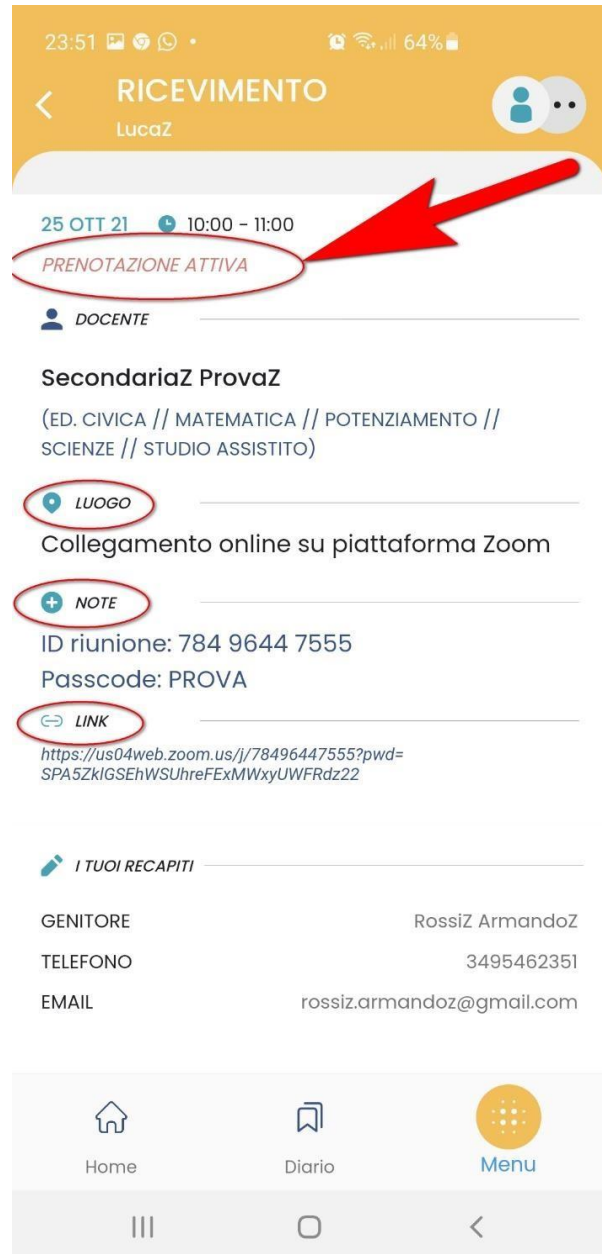 23:51 64%
RICEVIMENTO
LucaZ
25 OTT 21 10:00 - 11:00
PRENOTAZIONE ATTIVA
DOCENTE
SecondariaZ ProvaZ
(ED. CIVICA // MATEMATICA // POTENZIAMENTO //
SCIENZE // STUDIO ASSISTITO)
LUOGO
Collegamento online su piattaforma Zoom
NOTE
ID riunione: 784 9644 7555
Passcode: PROVA
LINK
https://us04web.zoom.us/j/78496447555?pwd=
SPA5ZklGSEhWSUhreFExMWxyUWFRdz22
I TUOI RECAPITI
GENITORE RossiZ ArmandoZ
TELEFONO 3495462351
EMAIL rossiz.armandoz@gmail.com
Home Diario Menu